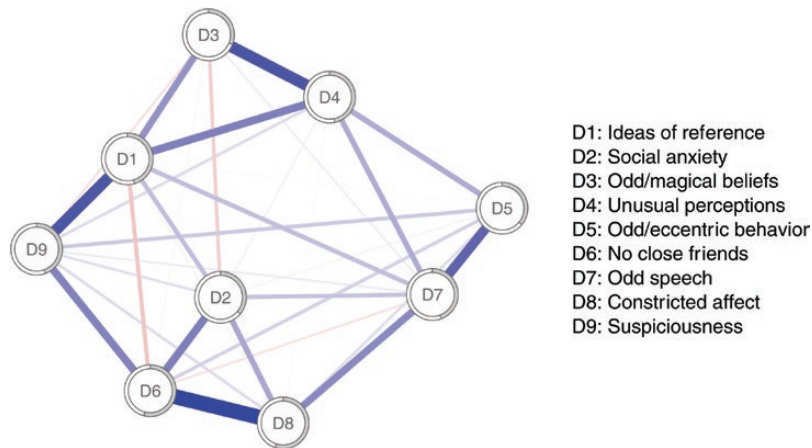 D3
D4
D1
D5
D9
D2
D7
D6
D8
D1: Ideas of reference
D2: Social anxiety
D3: Odd/magical beliefs
D4: Unusual perceptions
D5: Odd/eccentric behavior
D6: No close friends
D7: Odd speech
D8: Constricted affect
D9: Suspiciousness